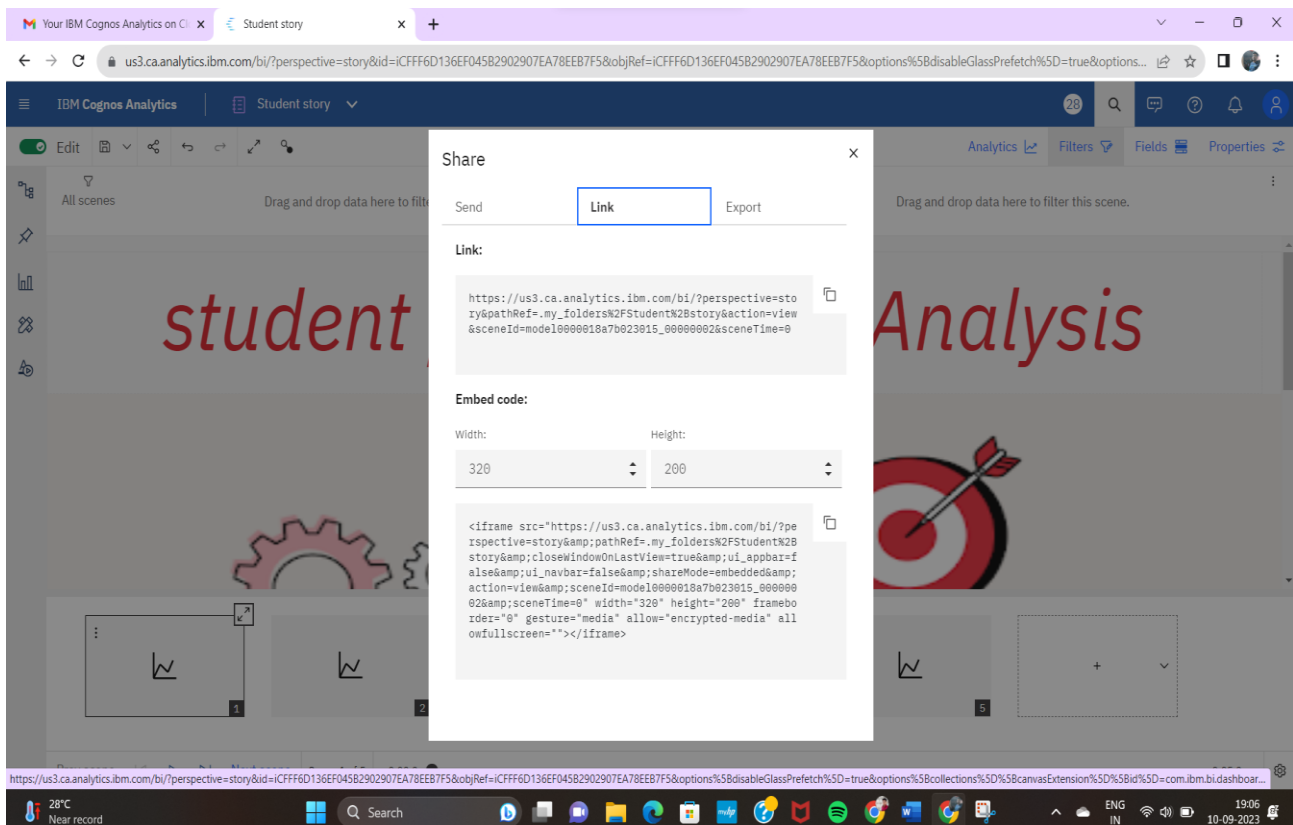 Your IBM Cognos Analytics on Cl
Student story
us3.ca.analytics.ibm.com/bi/?perspective=story&id=iCFFF6D136EF045B2902907EA78EEB7F5&objRef=iCFFF6D136EF045B2902907EA78EEB7F5&options%5BdisableGlassPrefetch%5D=true&options...
IBM Cognos Analytics
Student story
28
Edit
Analytics
Filters
Fields
Properties
All scenes
Drag and drop data here to filte
Drag and drop data here to filter this scene.
student
Analysis
Share
Send
Link
Export
Link:
https://us3.ca.analytics.ibm.com/bi/?perspective=sto
ry&pathRef=.my_folders%2FStudent%2Bstory&action=view
&sceneId=model0000018a7b023015_00000002&sceneTime=0
Embed code:
Width:
Height:
320
200
<iframe src="https://us3.ca.analytics.ibm.com/bi/?pe
rspective=story&amp;pathRef=.my_folders%2FStudent%2B
story&amp;closeWindowOnLastView=true&amp;ui_appbar=f
alse&amp;ui_navbar=false&amp;shareMode=embedded&amp;
action=view&amp;sceneId=model0000018a7b023015_000000
02&amp;sceneTime=0" width="320" height="200" framebo
rder="0" gesture="media" allow="encrypted-media" all
owfullscreen=""></iframe>
1
2
5
https://us3.ca.analytics.ibm.com/bi/?perspective=story&id=iCFFF6D136EF045B2902907EA78EEB7F5&objRef=iCFFF6D136EF045B2902907EA78EEB7F5&options%5BdisableGlassPrefetch%5D=true&options%5Bcollections%5D%5BcanvasExtension%5D%5Bid%5D=com.ibm.bi.dashboar...
28°C
Near record
Search
ENG
IN
19:06
10-09-2023